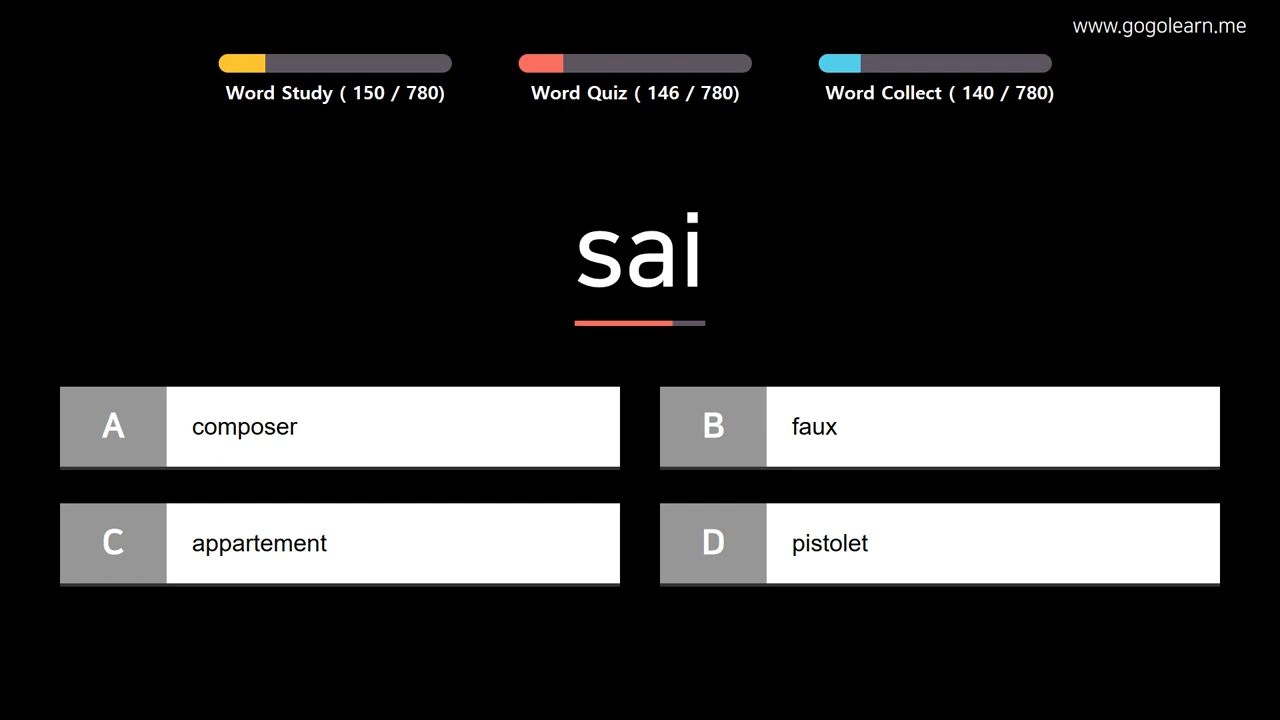 www.gogolearn.me
Word Study ( 150 / 780)
Word Quiz ( 146 / 780)
Word Collect ( 140 / 780)
sai
A composer
B faux
C appartement
D pistolet